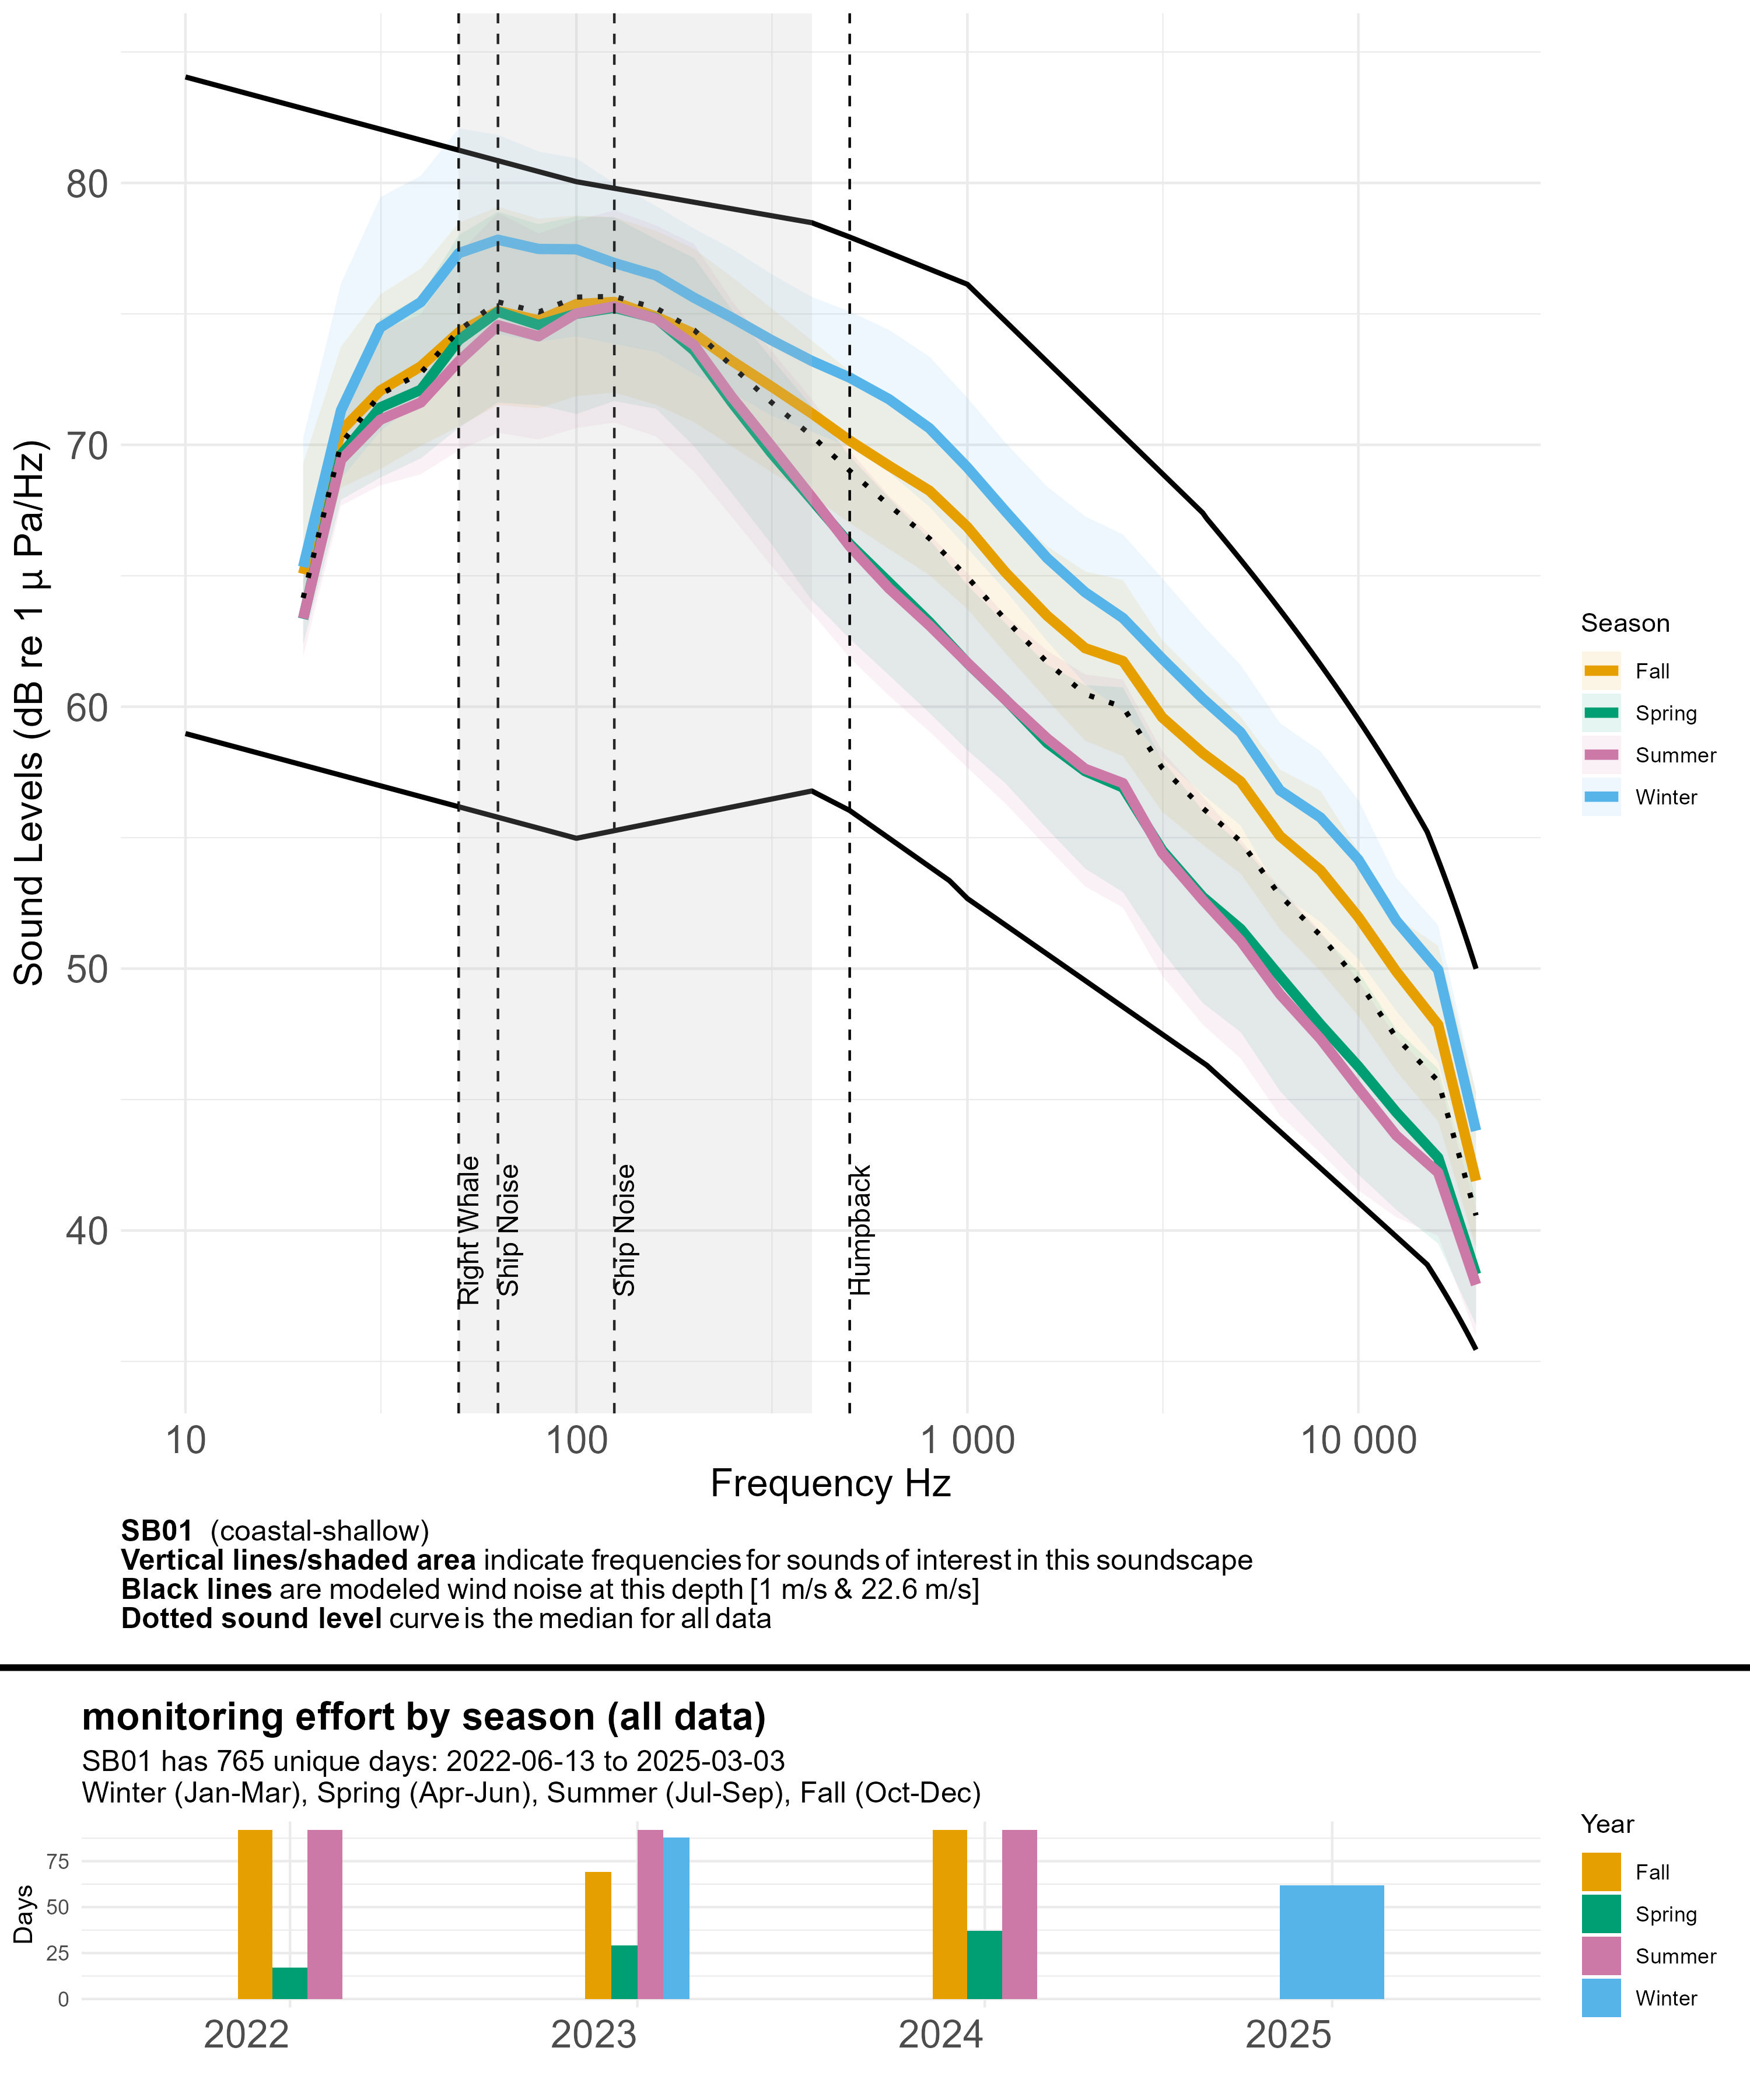 80
70
60
50
40
Sound Levels (dB re 1 µ Pa/Hz)
Right Whale
Ship Noise
Ship Noise
Humpback
10
100
1 000
10 000
Frequency Hz
Season
Fall
Spring
Summer
Winter
SB01 (coastal-shallow)
Vertical lines/shaded area indicate frequencies for sounds of interest in this soundscape
Black lines are modeled wind noise at this depth [1 m/s & 22.6 m/s]
Dotted sound level curve is the median for all data
monitoring effort by season (all data)
SB01 has 765 unique days: 2022-06-13 to 2025-03-03
Winter (Jan-Mar), Spring (Apr-Jun), Summer (Jul-Sep), Fall (Oct-Dec)
75
50
25
0
Days
2022
2023
2024
2025
Year
Fall
Spring
Summer
Winter